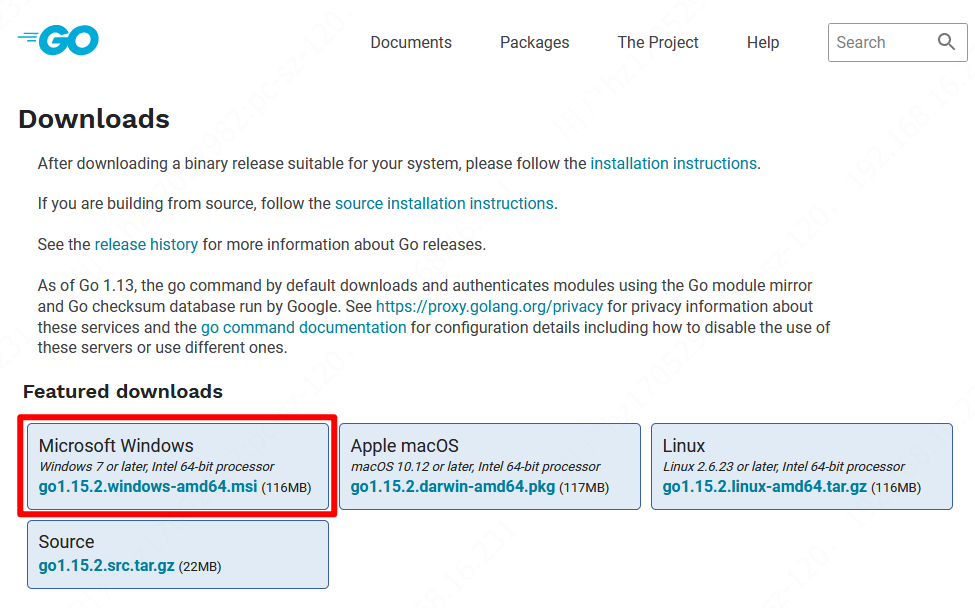 GO
Documents
Packages
The Project
Help
Search
Downloads
After downloading a binary release suitable for your system, please follow the installation instructions.
If you are building from source, follow the source installation instructions.
See the release history for more information about Go releases.
As of Go 1.13, the go command by default downloads and authenticates modules using the Go module mirror
and Go checksum database run by Google. See https://proxy.golang.org/privacy for privacy information about
these services and the go command documentation for configuration details including how to disable the use of
these servers or use different ones.
Featured downloads
Microsoft Windows
Windows 7 or later, Intel 64-bit processor
go1.15.2.windows-amd64.msi (116MB)
Apple macOS
macOS 10.12 or later, Intel 64-bit processor
go1.15.2.darwin-amd64.pkg (117MB)
Linux
Linux 2.6.23 or later, Intel 64-bit processor
go1.15.2.linux-amd64.tar.gz (116MB)
Source
go1.15.2.src.tar.gz (22MB)